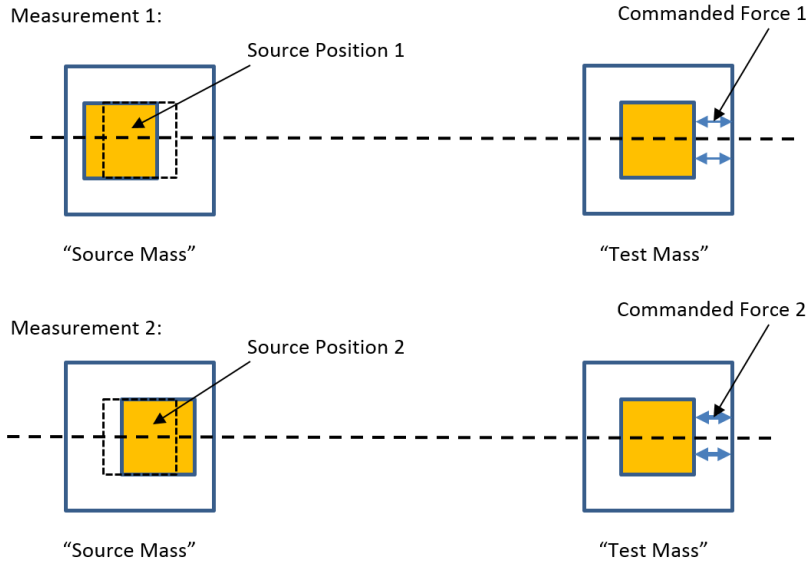 Measurement 1:
Commanded Force 1
Source Position 1
“Source Mass”
“Test Mass”
Measurement 2:
Commanded Force 2
Source Position 2
“Source Mass”
“Test Mass”